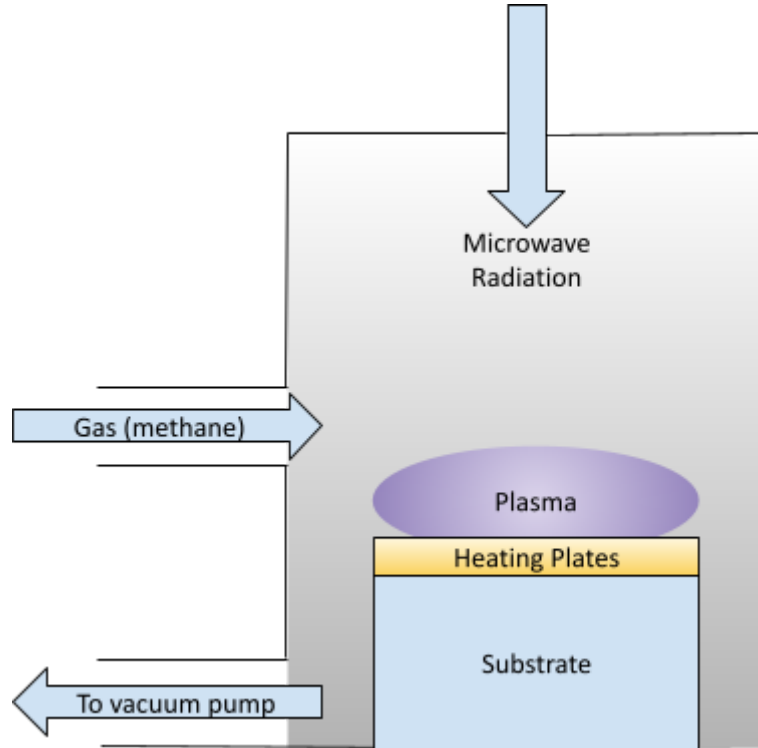 Microwave
Radiation
Gas (methane)
Plasma
Heating Plates
Substrate
To vacuum pump